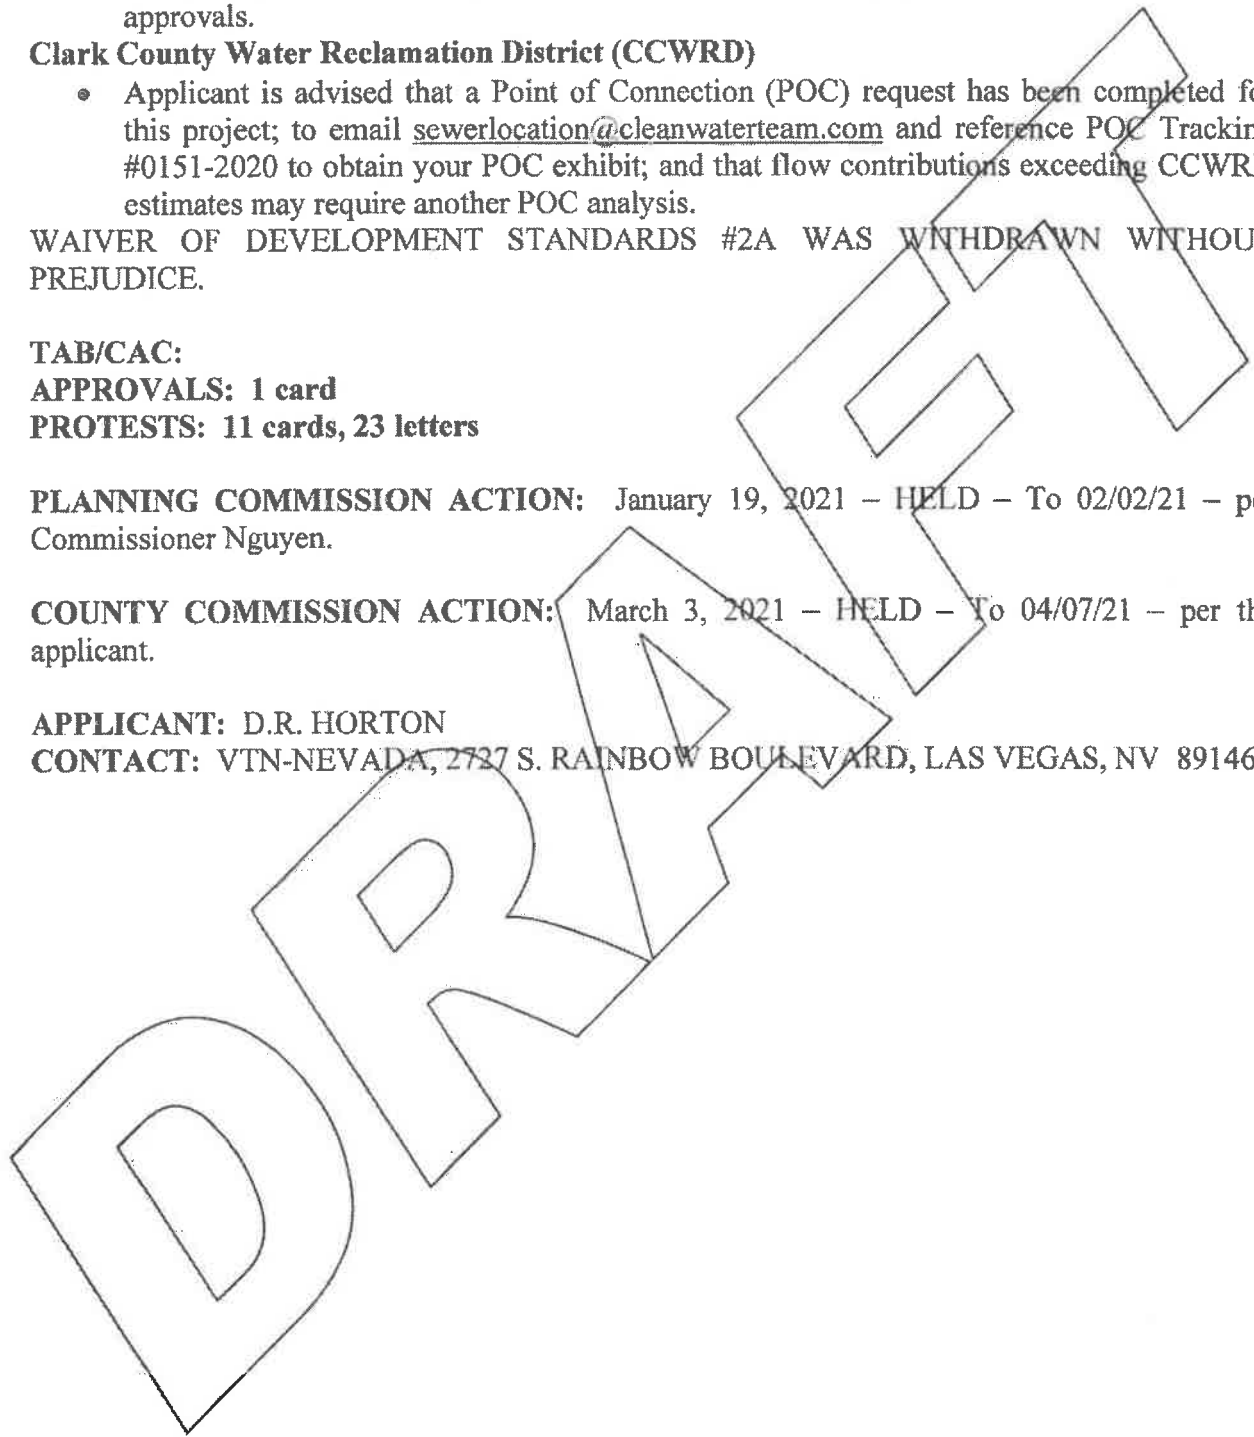 approvals.
Clark County Water Reclamation District (CCWRD)
• Applicant is advised that a Point of Connection (POC) request has been completed fo
this project; to email sewerlocation@cleanwaterteam.com and reference POC Trackin
#0151-2020 to obtain your POC exhibit; and that flow contributions exceeding CCWR
estimates may require another POC analysis.
WAIVER OF DEVELOPMENT STANDARDS #2A WAS WITHDRAWN WITHOU
PREJUDICE.
TAB/CAC:
APPROVALS: 1 card
PROTESTS: 11 cards, 23 letters
PLANNING COMMISSION ACTION: January 19, 2021 – HELD – To 02/02/21 – p
Commissioner Nguyen.
COUNTY COMMISSION ACTION: March 3, 2021 – HELD – To 04/07/21 – per th
applicant.
APPLICANT: D.R. HORTON
CONTACT: VTN-NEVADA, 2727 S. RAINBOW BOULEVARD, LAS VEGAS, NV 89146
DRAFT